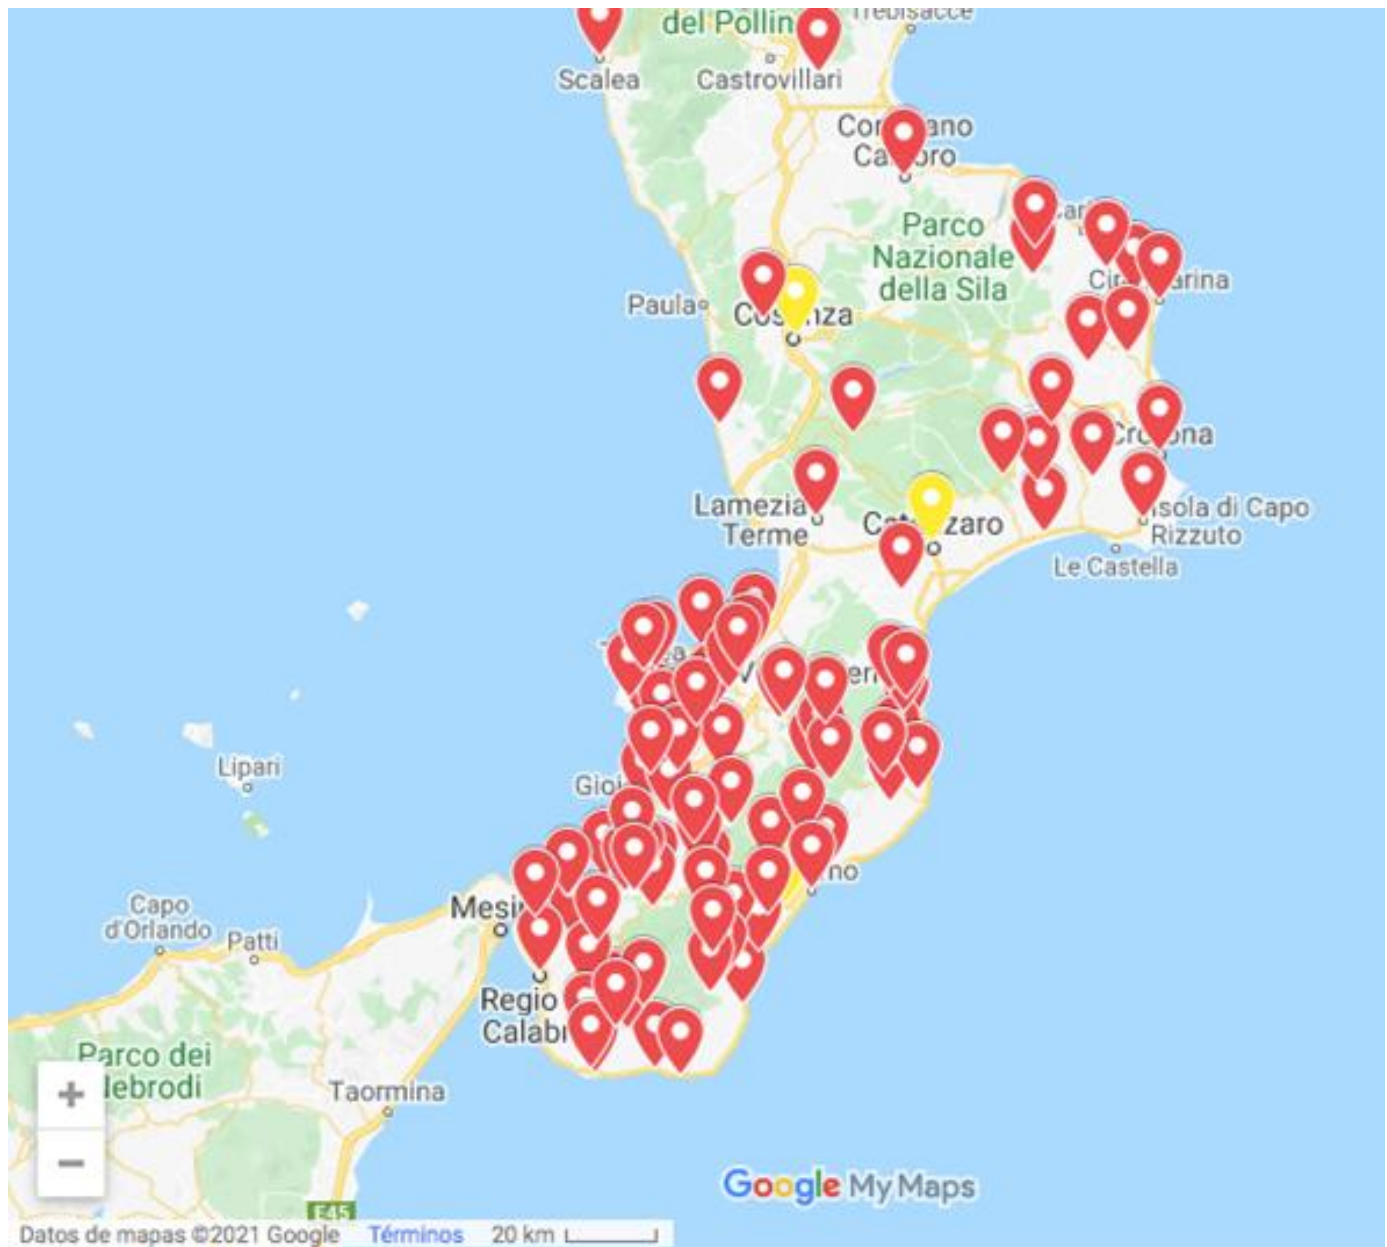 del Pollin
Trebisacce
Scalea
Castrovillari
Parco
Nazionale
della Sila
Paula
Lamezia
Terme
Isola di Capo
Rizzuto
Le Castella
Lipari
Capo
d'Orlando
Patti
Regio
Calab
Parco dei
Nebrodi
Taormina
Google My Maps
E45
Datos de mapas ©2021 Google Términos 20 km